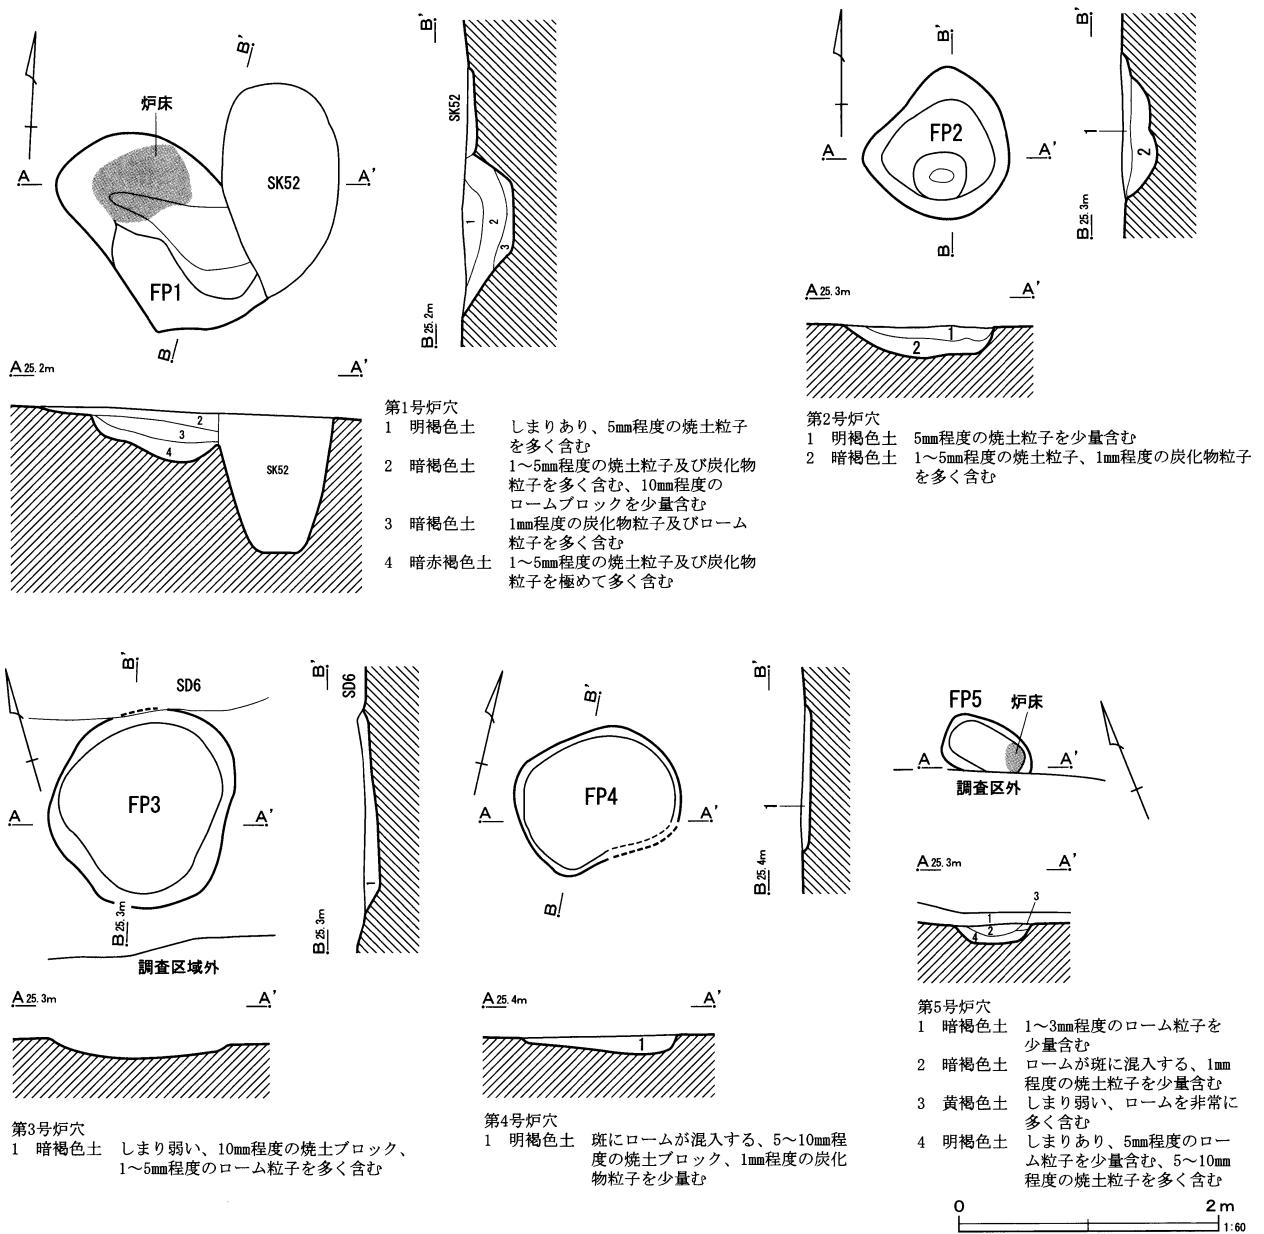 炉床
B'
A
SK52
A'
FP1
B
B'
SK52
1
2
3
B 25.2m
A 25.2m
A'
2
3
4
SK52
第1号炉穴
1 明褐色土 しまりあり、5㎜程度の焼土粒子
を多く含む
2 暗褐色土 1〜5㎜程度の焼土粒子及び炭化物
粒子を多く含む、10㎜程度の
ロームブロックを少量含む
3 暗褐色土 1㎜程度の炭化物粒子及びローム
粒子を多く含む
4 暗赤褐色土 1〜5㎜程度の焼土粒子及び炭化物
粒子を極めて多く含む
B'
FP2
A
A'
B
B'
1
2
B 25.3m
A 25.3m
A'
1
2
第2号炉穴
1 明褐色土 5㎜程度の焼土粒子を少量含む
2 暗褐色土 1〜5㎜程度の焼土粒子、1㎜程度の炭化物粒子
を多く含む
B'
SD6
FP3
A
A'
B 25.3m
調査区域外
B'
SD6
1
B 25.3m
A 25.3m
A'
第3号炉穴
1 暗褐色土 しまり弱い、10㎜程度の焼土ブロック、
1〜5㎜程度のローム粒子を多く含む
B'
FP4
A
A'
B
B'
1
B 25.4m
A 25.4m
A'
1
第4号炉穴
1 明褐色土 斑にロームが混入する、5〜10㎜程
度の焼土ブロック、1㎜程度の炭化
物粒子を少量む
FP5
炉床
A
A'
調査区外
A 25.3m
A'
3
1
2
4
第5号炉穴
1 暗褐色土 1〜3㎜程度のローム粒子を
少量含む
2 暗褐色土 ロームが斑に混入する、1㎜
程度の焼土粒子を少量含む
3 黄褐色土 しまり弱い、ロームを非常に
多く含む
4 明褐色土 しまりあり、5㎜程度のロー
ム粒子を少量含む、5〜10㎜
程度の焼土粒子を多く含む
0 2m
1:60